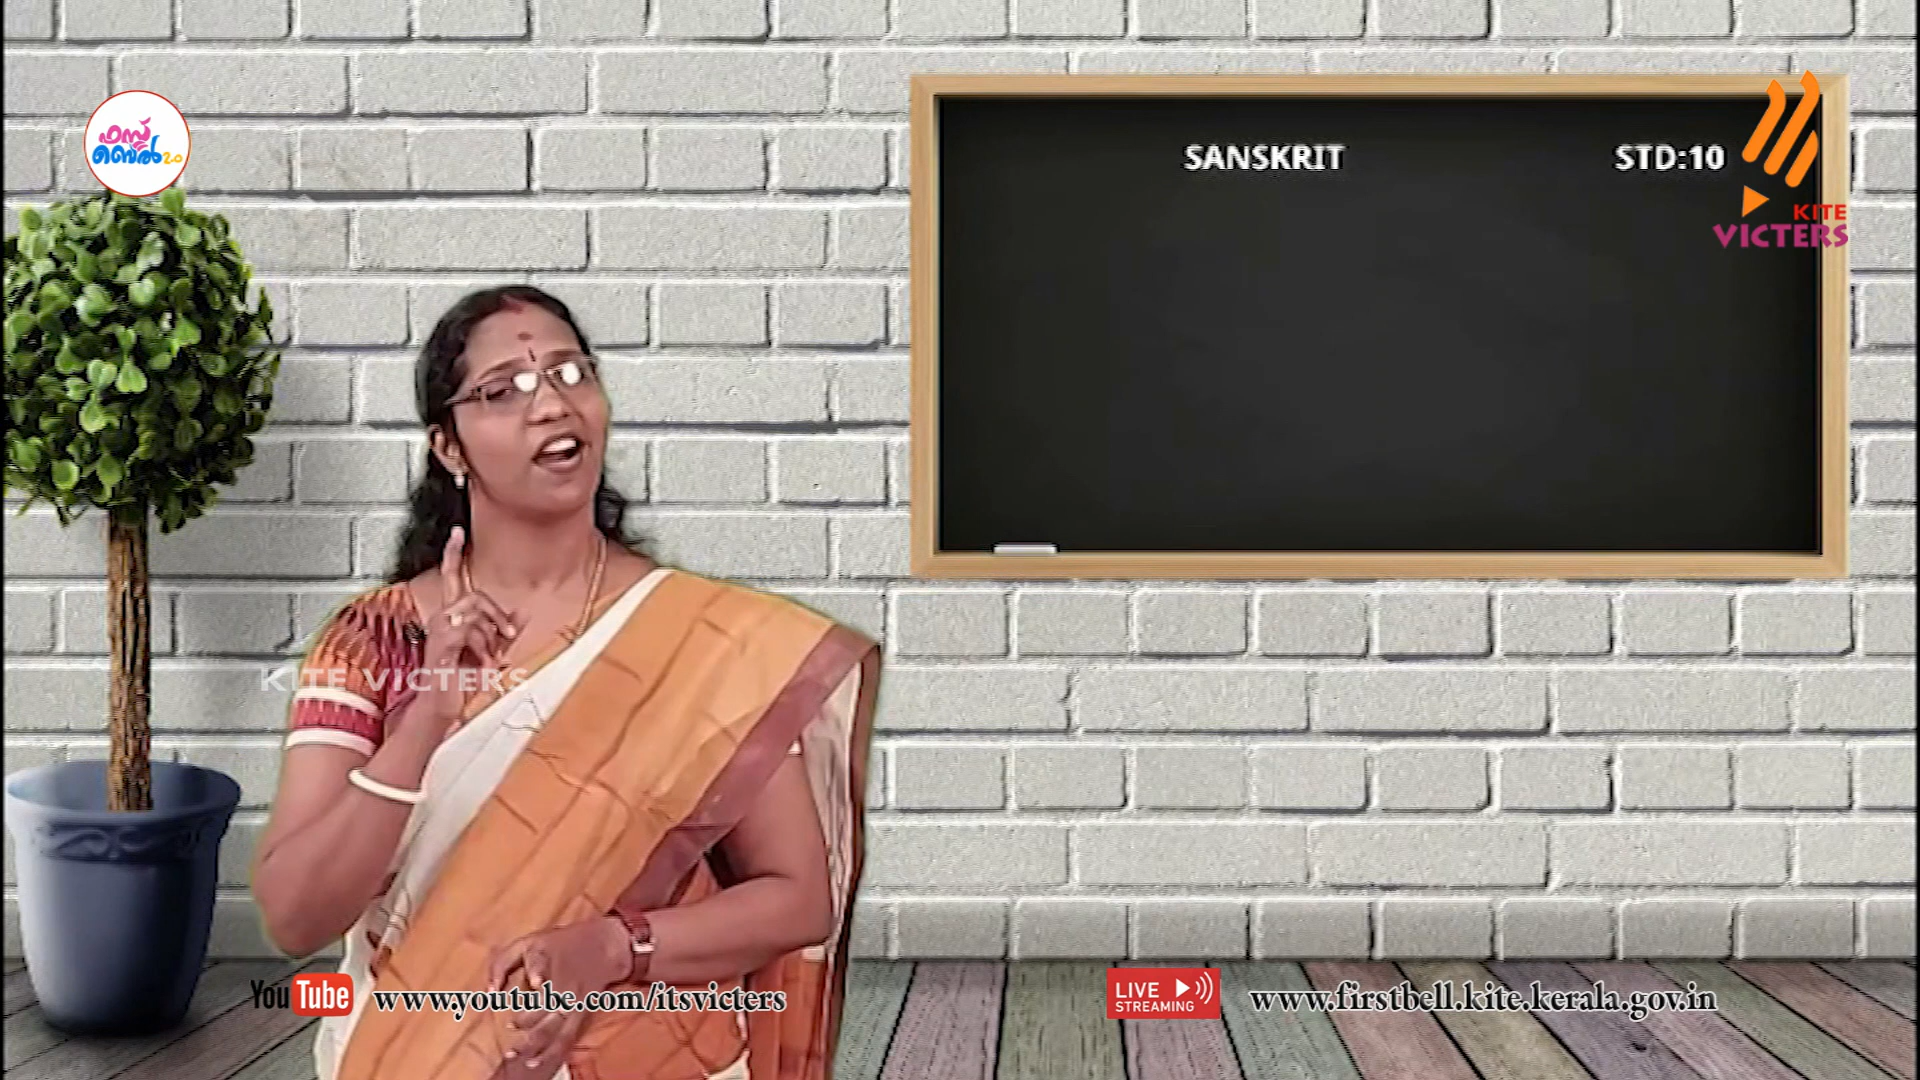 ഫസ്റ്റ്
ബെൽ 2.0
SANSKRIT
STD:10
KITE
VICTERS
KITE VICTERS
YouTube
www.youtube.com/itsvicters
LIVE
STREAMING
www.firstbell.kite.kerala.gov.in